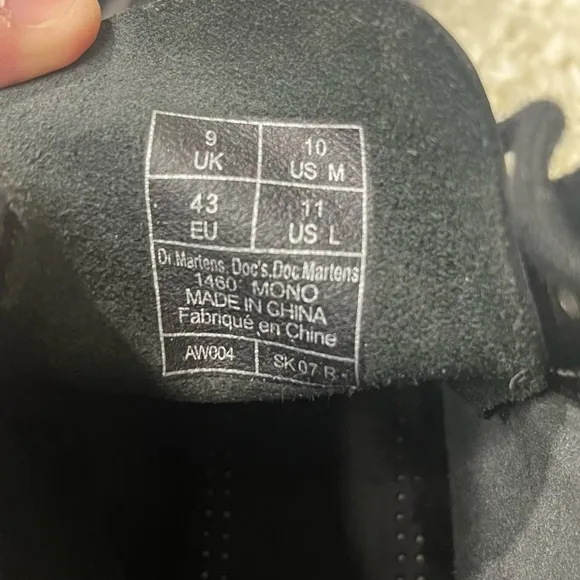 9 10
UK US M
43 11
EU US L
Dr.Martens. Doc's. Doc Martens
1460 MONO
MADE IN CHINA
Fabriqué en Chine
AW004 SK 07 R